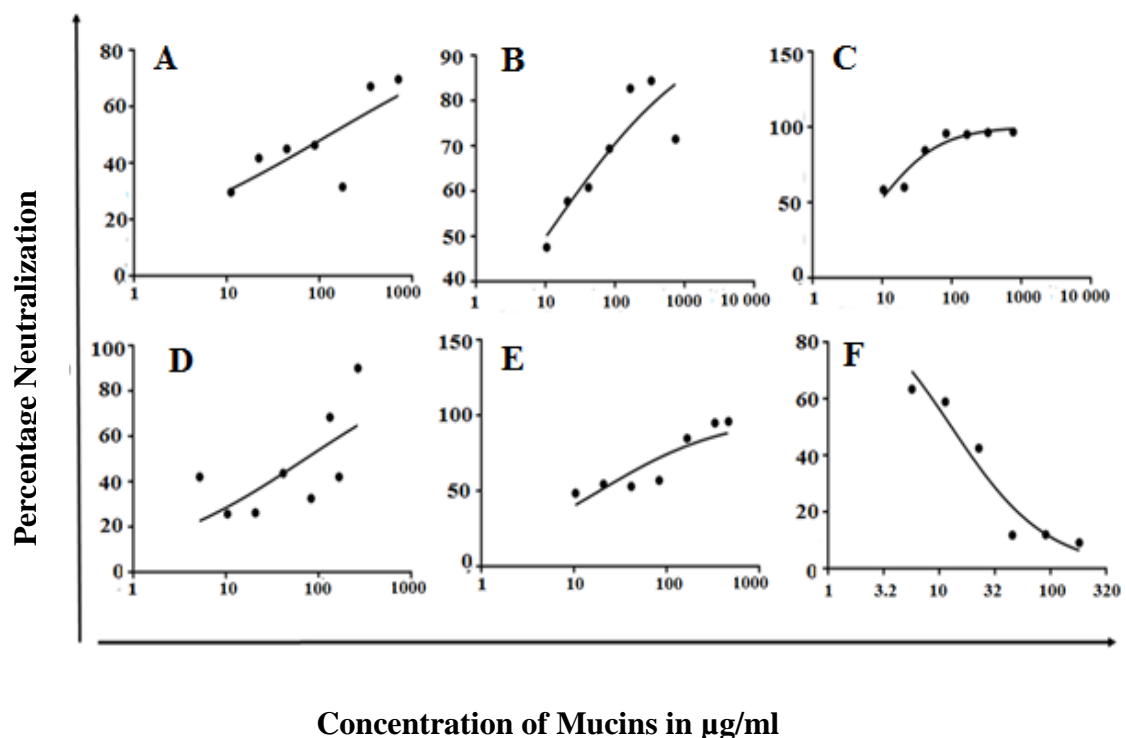 A
80
60
40
20
0
1 10 100 1000
B
90
80
70
60
50
40
1 10 100 1000 10 000
C
150
100
50
0
1 10 100 1000 10 000
D
100
80
60
40
20
0
1 10 100 1000
E
150
100
50
0
1 10 100 1000
F
80
60
40
20
0
1 3.2 10 32 100 320
Percentage Neutralization
Concentration of Mucins in µg/ml